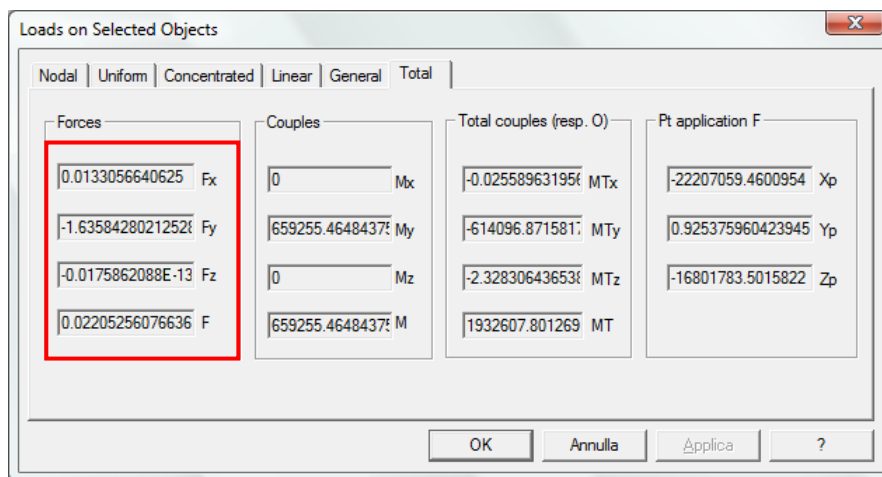 Loads on Selected Objects
Nodal Uniform Concentrated Linear General Total
Forces
0.0133056640625 Fx
-1.63584280212528 Fy
-0.0175862088E-13 Fz
0.02205256076636 F
Couples
0 Mx
659255.46484375 My
0 Mz
659255.46484375 M
Total couples (resp. O)
-0.025589631956 MTx
-614096.8715817 MTy
-2.328306436538 MTz
1932607.801269 MT
Pt application F
-22207059.4600954 Xp
0.925375960423945 Yp
-16801783.5015822 Zp
OK Annulla Applica ?